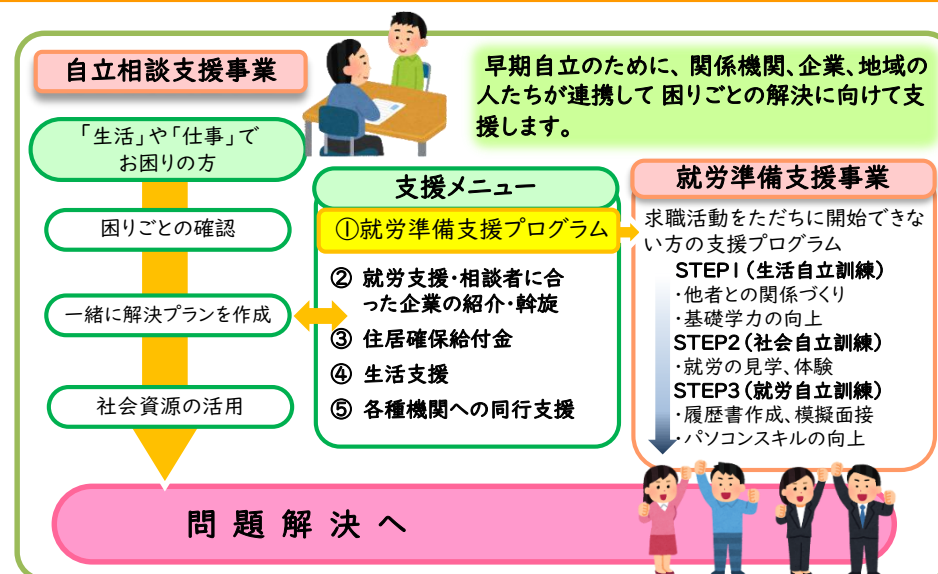 自立相談支援事業
早期自立のために、関係機関、企業、地域の
人たちが連携して 困りごとの解決に向けて支
援します。
「生活」や「仕事」で
お困りの方
困りごとの確認
一緒に解決プランを作成
社会資源の活用
支援メニュー
①就労準備支援プログラム
② 就労支援・相談者に合
った企業の紹介・斡旋
③ 住居確保給付金
④ 生活支援
⑤ 各種機関への同行支援
就労準備支援事業
求職活動をただちに開始できな
い方の支援プログラム
STEP1（生活自立訓練）
・他者との関係づくり
・基礎学力の向上
STEP2（社会自立訓練）
・就労の見学、体験
STEP3（就労自立訓練）
・履歴書作成、模擬面接
・パソコンスキルの向上
問題解決へ